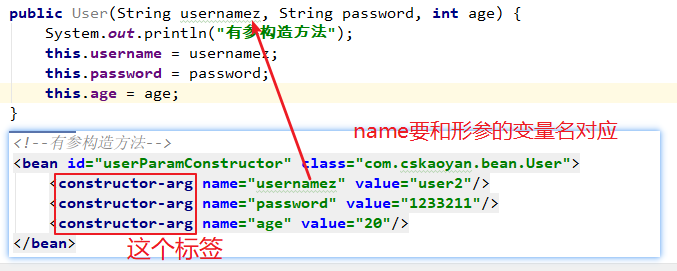 public User(String usernamez, String password, int age) {
System.out.println("有参构造方法");
this.username = usernamez;
this.password = password;
this.age = age;
}
name要和形参的变量名对应
<!--有参构造方法-->
<bean id="userParamConstructor" class="com.cskaoyan.bean.User">
<constructor-arg name="usernamez" value="user2"/>
<constructor-arg name="password" value="1233211"/>
<constructor-arg name="age" value="20"/>
</bean>
这个标签